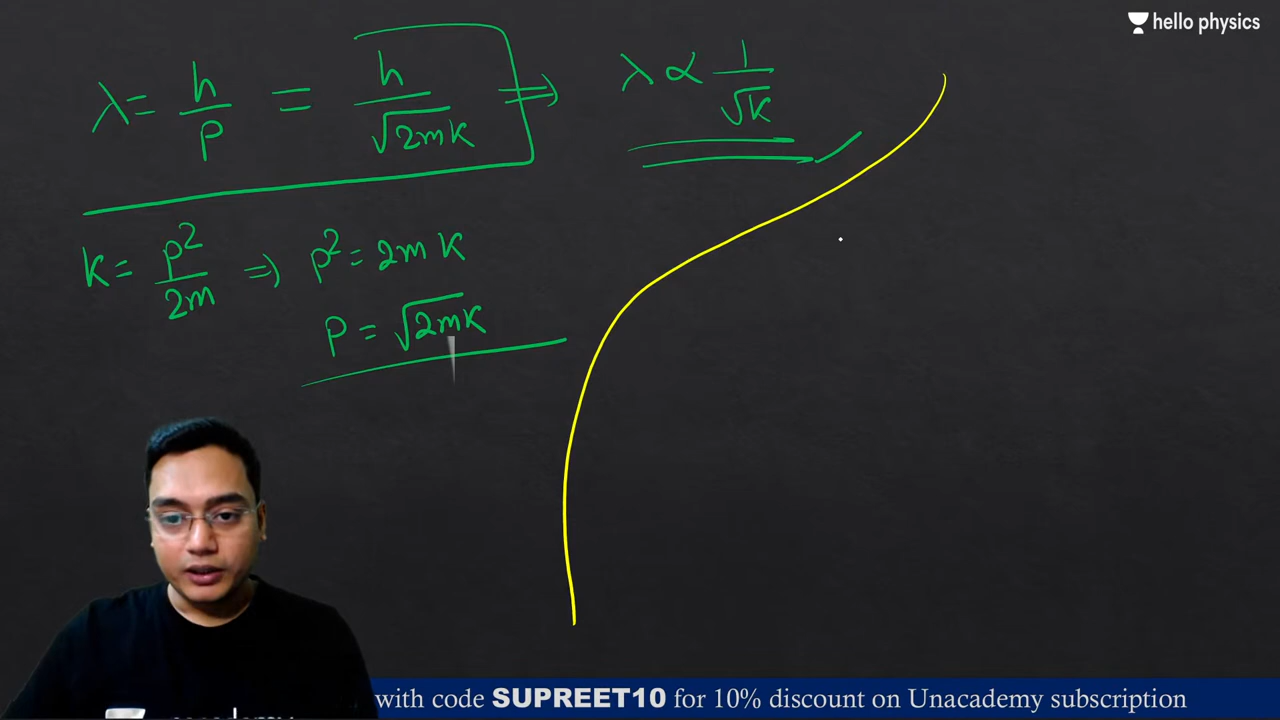 hello physics
λ = h/p = h/√2mk ⇒ λ ∝ 1/√k
k = p²/2m ⇒ p² = 2mk
p = √2mk
with code SUPREET10 for 10% discount on Unacademy subscription